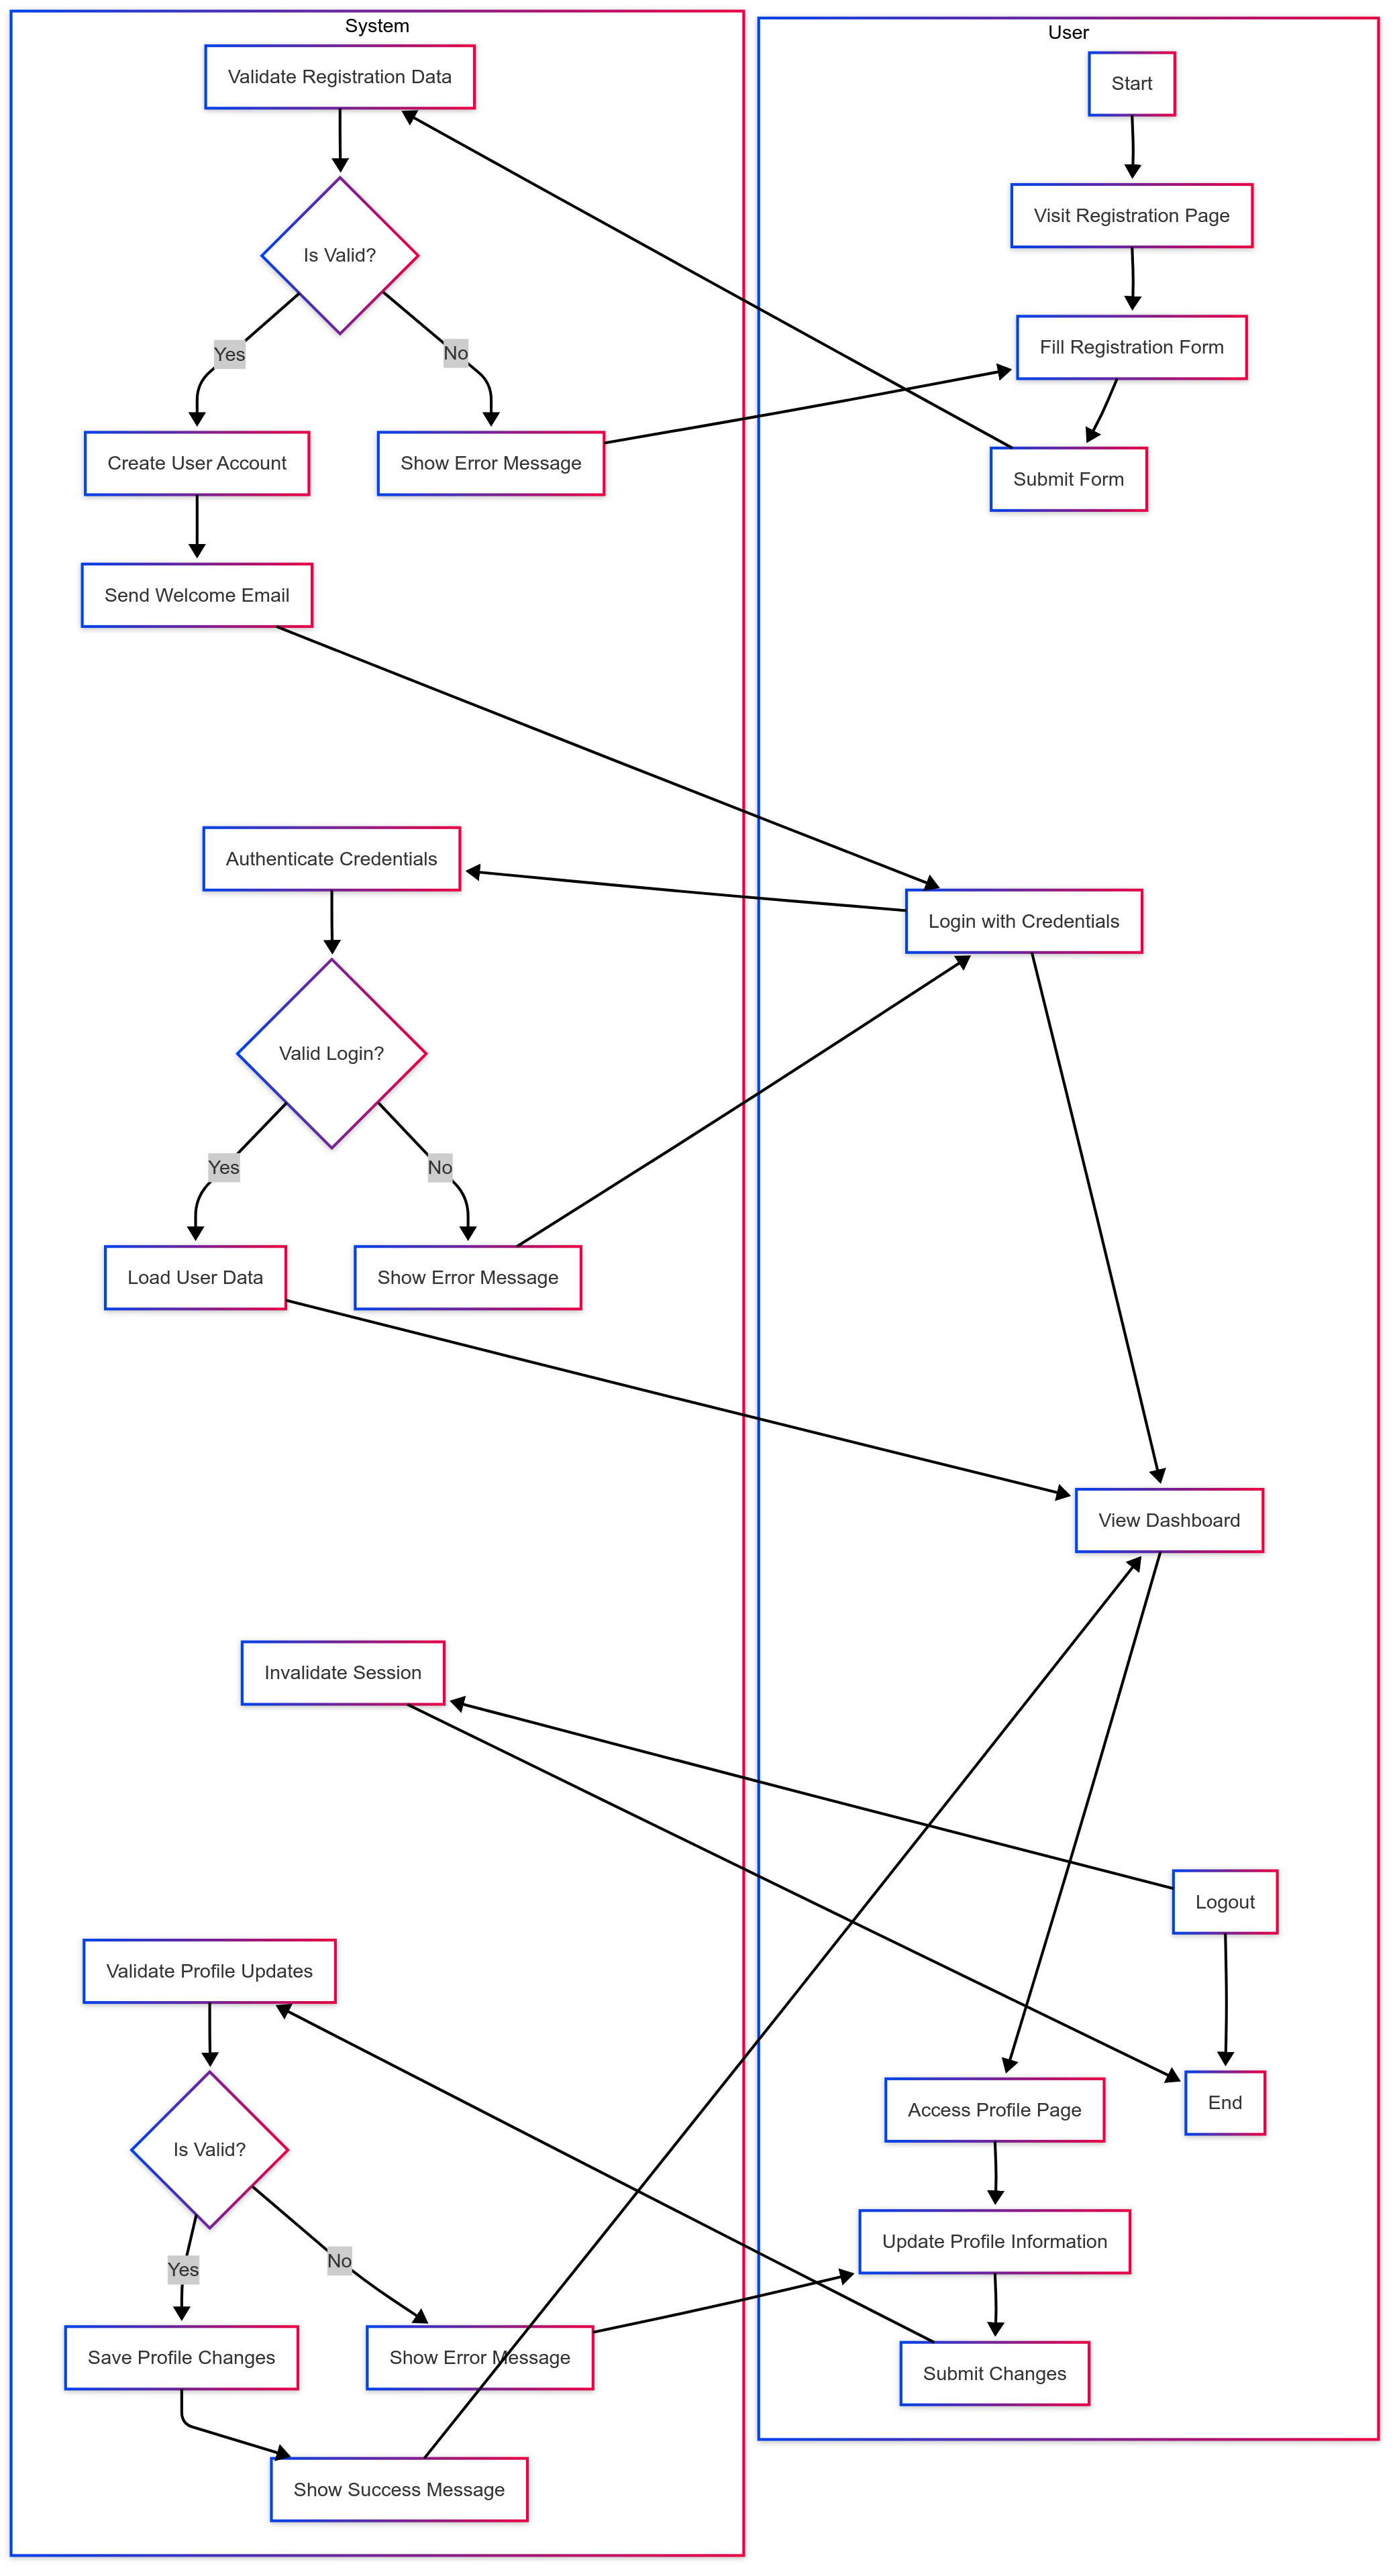 System
Validate Registration Data
Is Valid?
Yes
No
Create User Account
Show Error Message
Send Welcome Email
Authenticate Credentials
Valid Login?
Yes
No
Load User Data
Show Error Message
Invalidate Session
Validate Profile Updates
Is Valid?
Yes
No
Save Profile Changes
Show Error Message
Show Success Message
User
Start
Visit Registration Page
Fill Registration Form
Submit Form
Login with Credentials
View Dashboard
Logout
End
Access Profile Page
Update Profile Information
Submit Changes